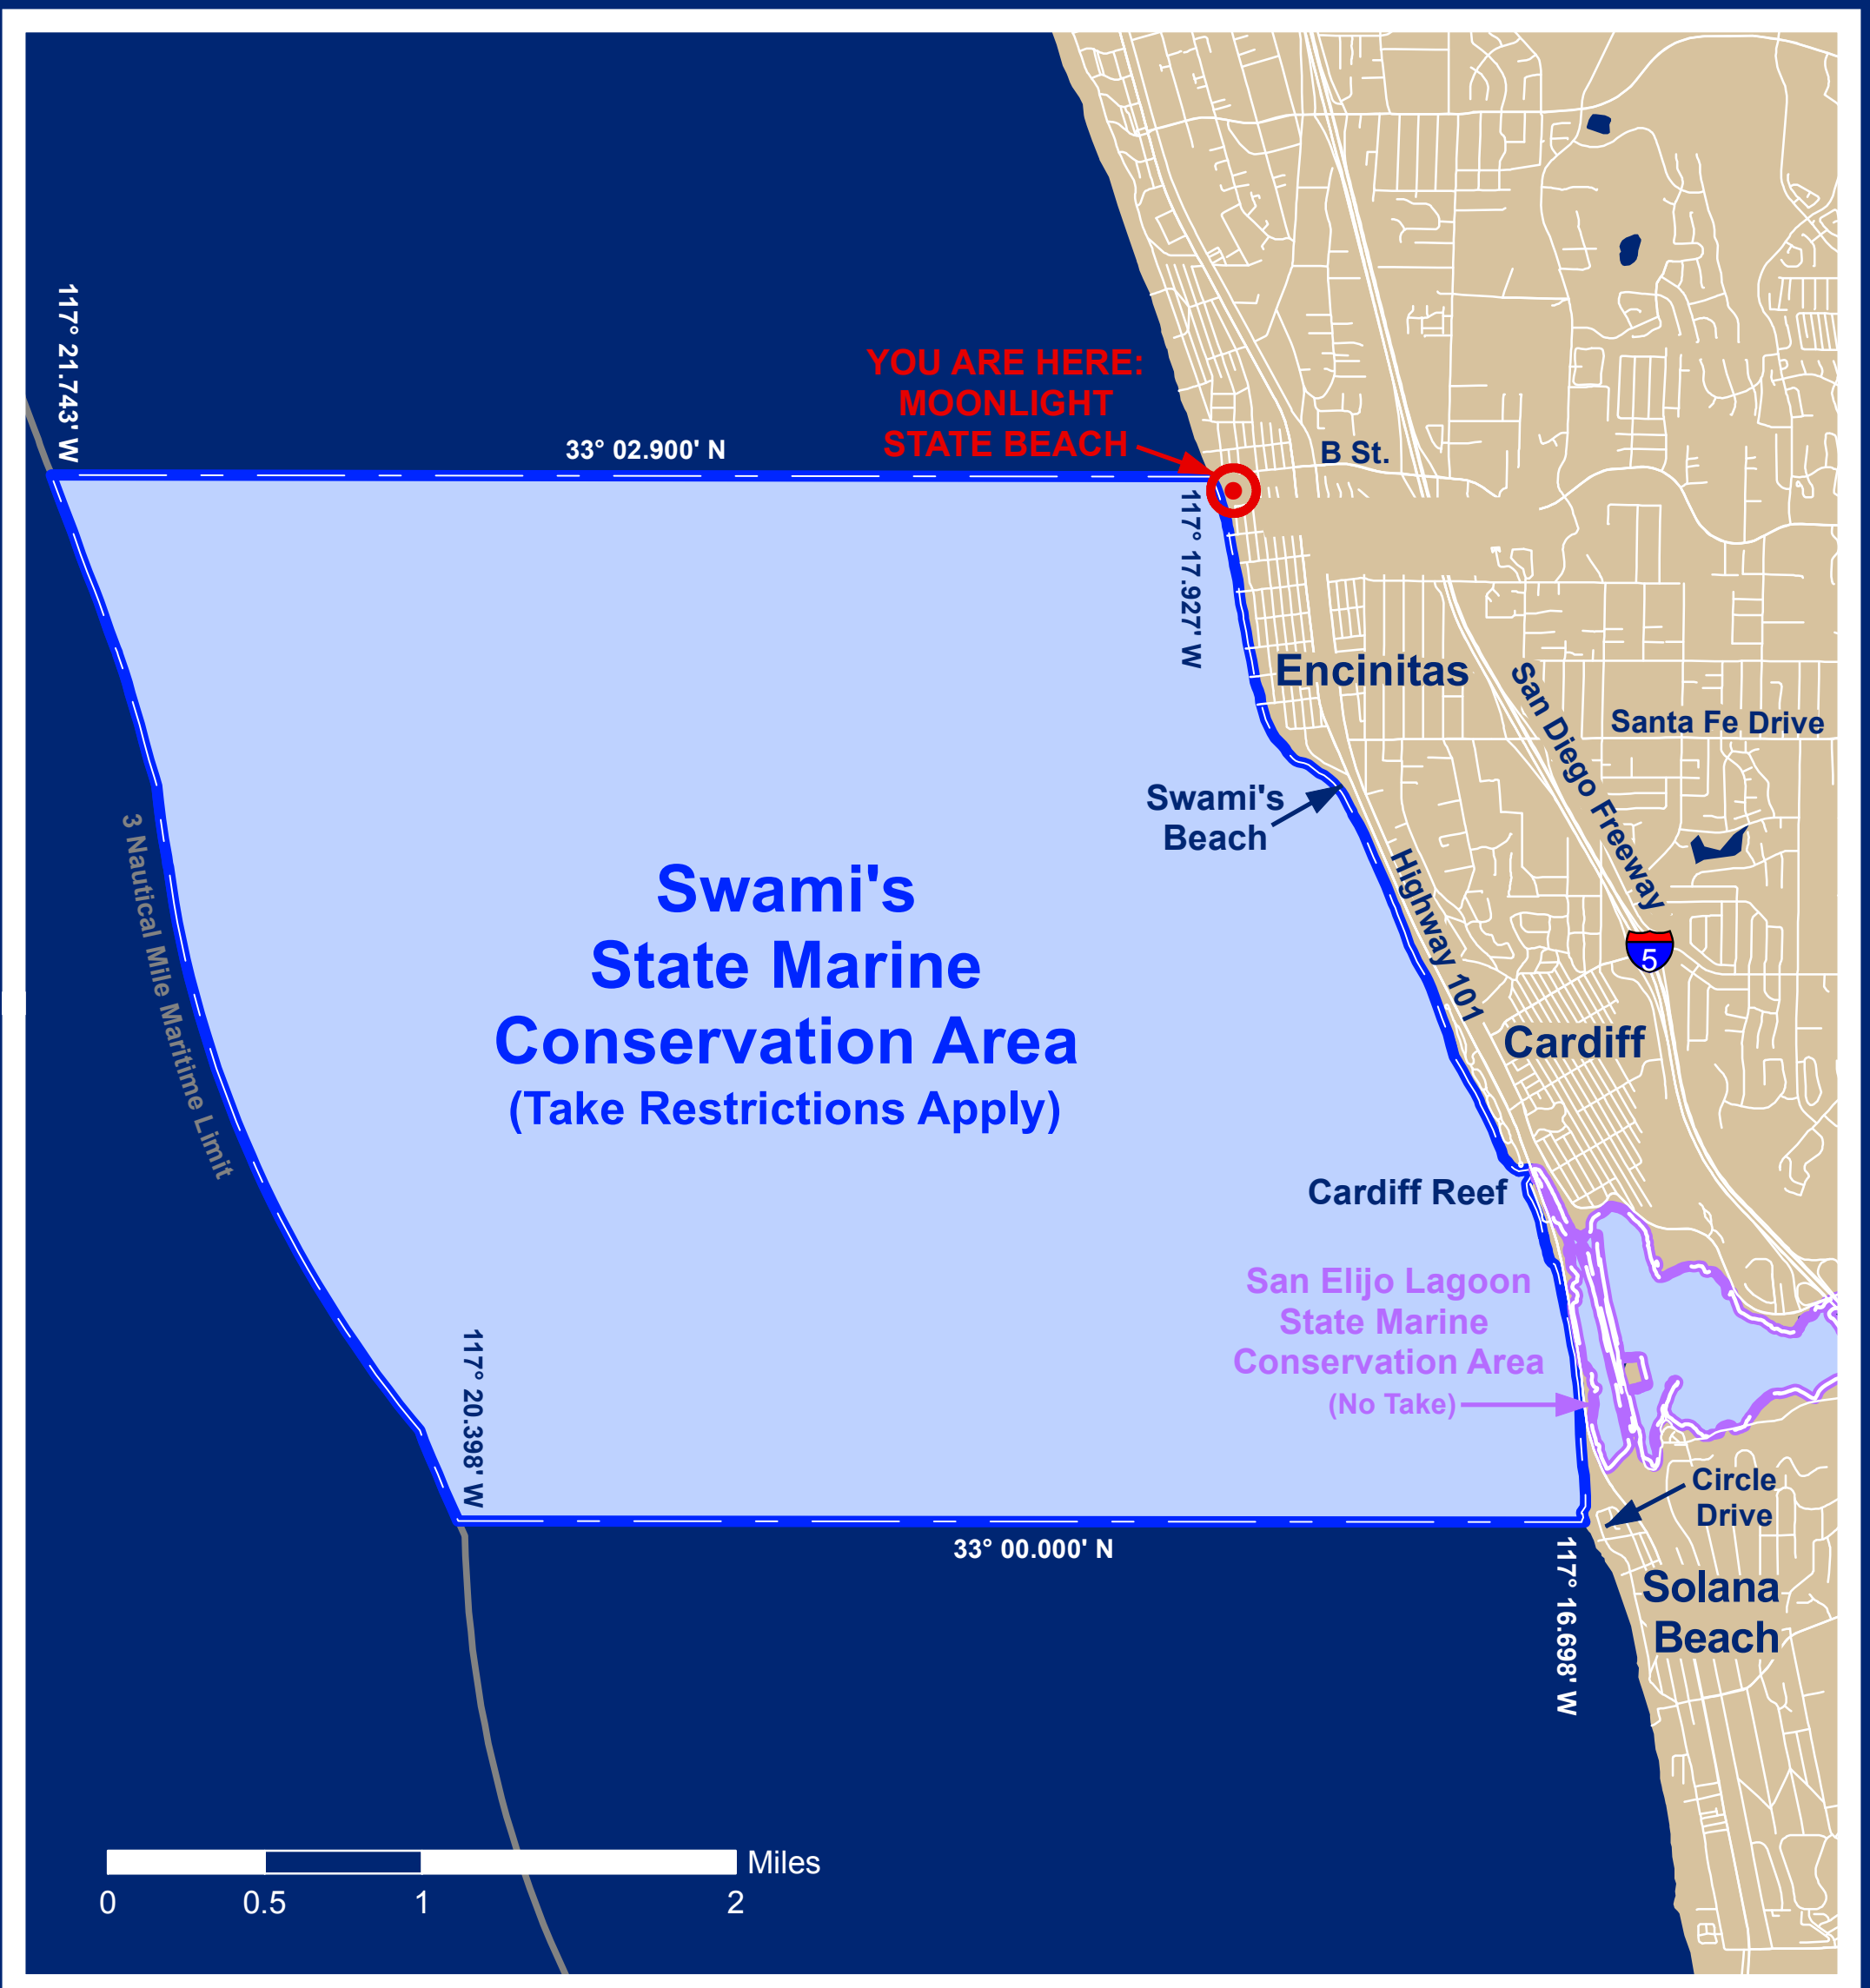 117° 21.743' W
YOU ARE HERE:
MOONLIGHT
STATE BEACH
33° 02.900' N
B St.
117° 17.927' W
Encinitas
San Diego Freeway
Santa Fe Drive
Swami's
Beach
3 Nautical Mile Maritime Limit
Highway 101
Swami's
State Marine
Conservation Area
(Take Restrictions Apply)
5
Cardiff
Cardiff Reef
San Elijo Lagoon
State Marine
Conservation Area
(No Take)
117° 20.398' W
Circle
Drive
33° 00.000' N
117° 16.698' W
Solana
Beach
Miles
0 0.5 1 2